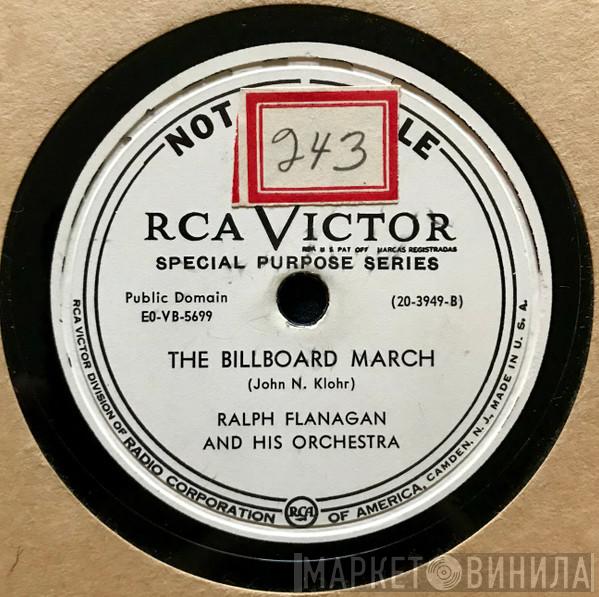 NOT
LE
243
RCA VICTOR
REG. U S PAT OFF MARCAS REGISTRADAS
SPECIAL PURPOSE SERIES
Public Domain
(20-3949-B)
E0-VB-5699
THE BILLBOARD MARCH
(John N. Klohr)
RALPH FLANAGAN
AND HIS ORCHESTRA
RCA VICTOR DIVISION OF RADIO CORPORATION OF AMERICA, CAMDEN, N. J., MADE IN U. S. A.
RCA
МАРКЕТ ВИНИЛА